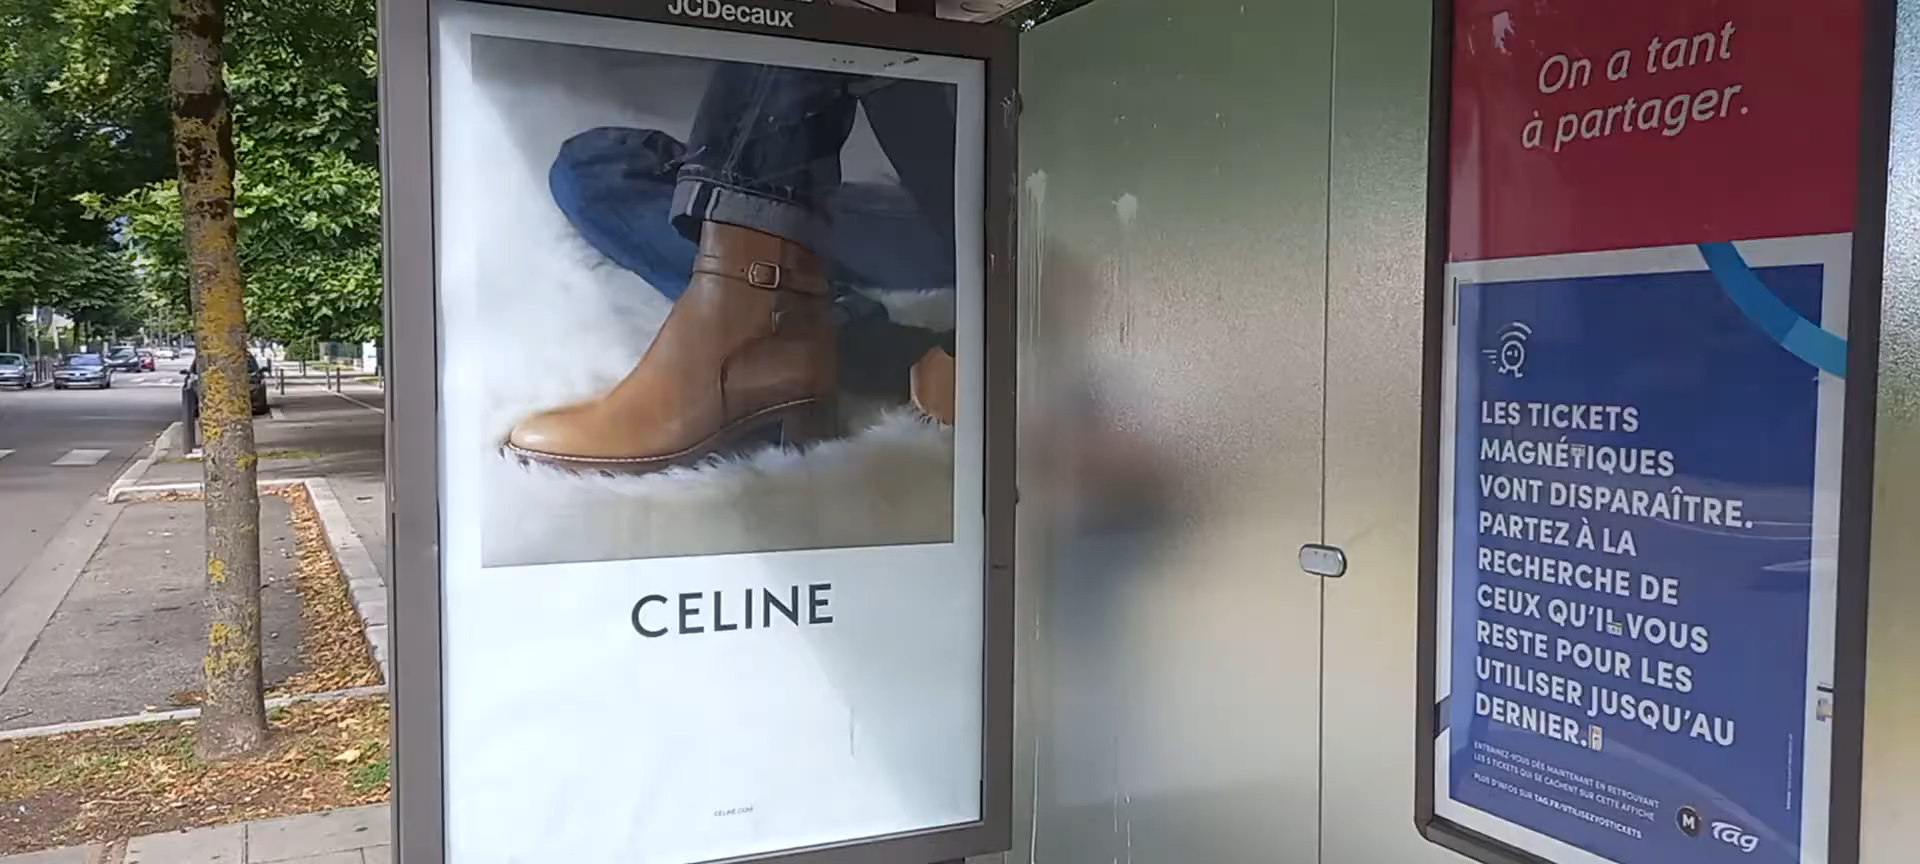 JCDecaux
CELINE
CELINE.COM
On a tant
à partager.
LES TICKETS
MAGNÉTIQUES
VONT DISPARAÎTRE.
PARTEZ À LA
RECHERCHE DE
CEUX QU'IL VOUS
RESTE POUR LES
UTILISER JUSQU'AU
DERNIER.
ENTRAINEZ-VOUS DÈS MAINTENANT EN RETROUVANT
LES 5 TICKETS QUI SE CACHENT SUR CETTE AFFICHE
PLUS D'INFOS SUR TAG.FR/UTILISEZVOSTICKETS
M
Tag